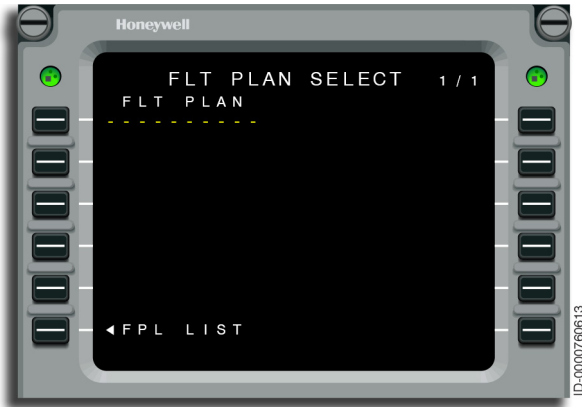 Honeywell
FLT PLAN SELECT 1 / 1
FLT PLAN
- - - - - - - - - -
◀FPL LIST
ID-0000760613